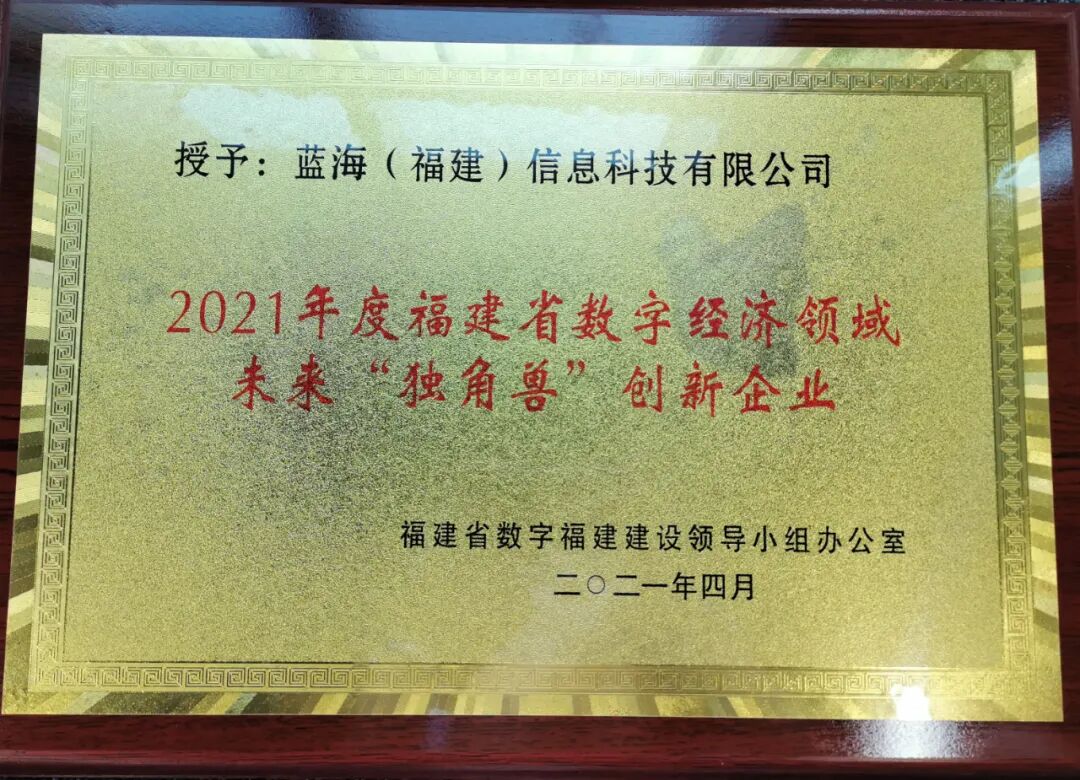 授予：蓝海（福建）信息科技有限公司
2021年度福建省数字经济领域
未来“独角兽”创新企业
福建省数字福建建设领导小组办公室
二〇二一年四月